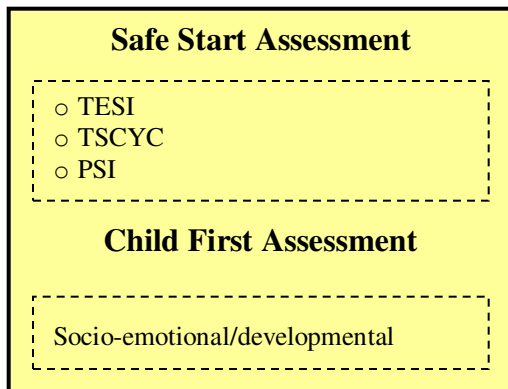 Safe Start Assessment
○ TESI
○ TSCYC
○ PSI
Child First Assessment
Socio-emotional/developmental